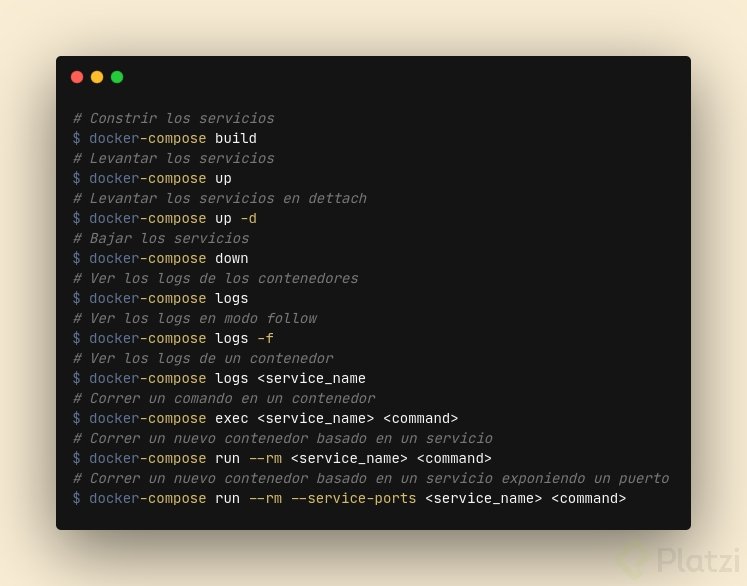 # Constrir los servicios
$ docker-compose build
# Levantar los servicios
$ docker-compose up
# Levantar los servicios en dettach
$ docker-compose up -d
# Bajar los servicios
$ docker-compose down
# Ver los logs de los contenedores
$ docker-compose logs
# Ver los logs en modo follow
$ docker-compose logs -f
# Ver los logs de un contenedor
$ docker-compose logs <service_name
# Correr un comando en un contenedor
$ docker-compose exec <service_name> <command>
# Correr un nuevo contenedor basado en un servicio
$ docker-compose run --rm <service_name> <command>
# Correr un nuevo contenedor basado en un servicio exponiendo un puerto
$ docker-compose run --rm --service-ports <service_name> <command>
Platzi